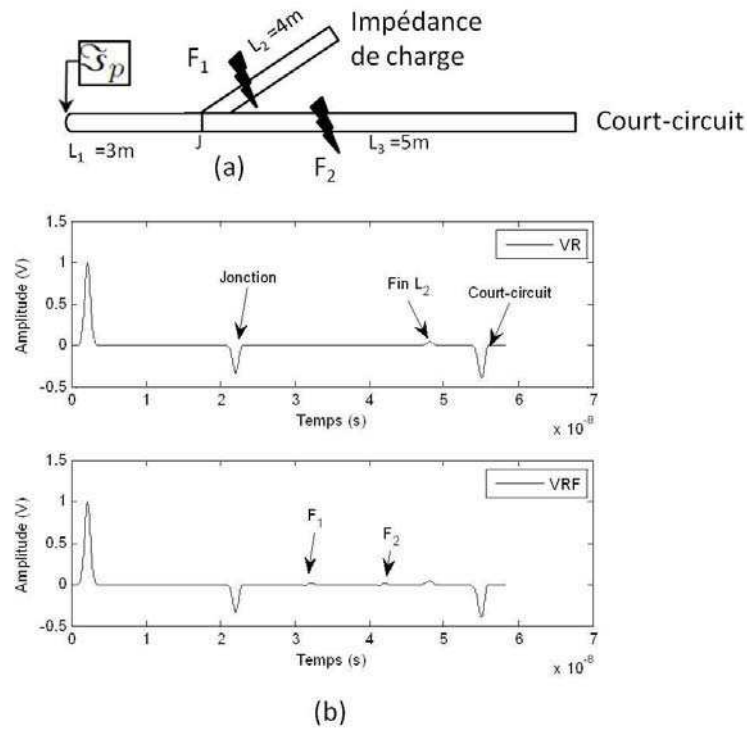 Impédance
de charge
ℑp
F1
L2 =4m
Court-circuit
L1 =3m
J
L3 =5m
(a)
F2
1.5
1
0.5
0
-0.5
Amplitude (V)
VR
Jonction
Fin L2
Court-circuit
0
1
2
3
4
5
6
7
Temps (s)
x 10-8
1.5
1
0.5
0
-0.5
Amplitude (V)
VRF
F1
F2
0
1
2
3
4
5
6
7
Temps (s)
x 10-8
(b)